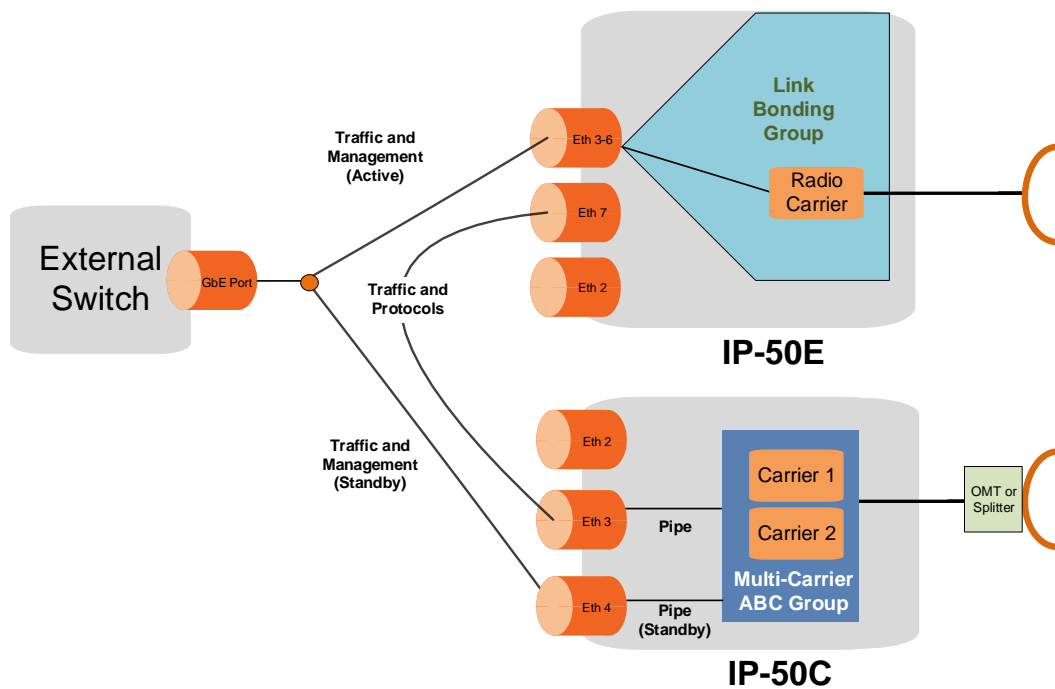 Link
Bonding
Group
Traffic and
Management
(Active)
Eth 3-6
Radio
Carrier
Eth 7
External
Switch
GbE Port
Traffic and
Protocols
Eth 2
IP-50E
Traffic and
Management
(Standby)
Eth 2
Carrier 1
OMT or
Splitter
Eth 3
Pipe
Carrier 2
Multi-Carrier
ABC Group
Eth 4
Pipe
(Standby)
IP-50C